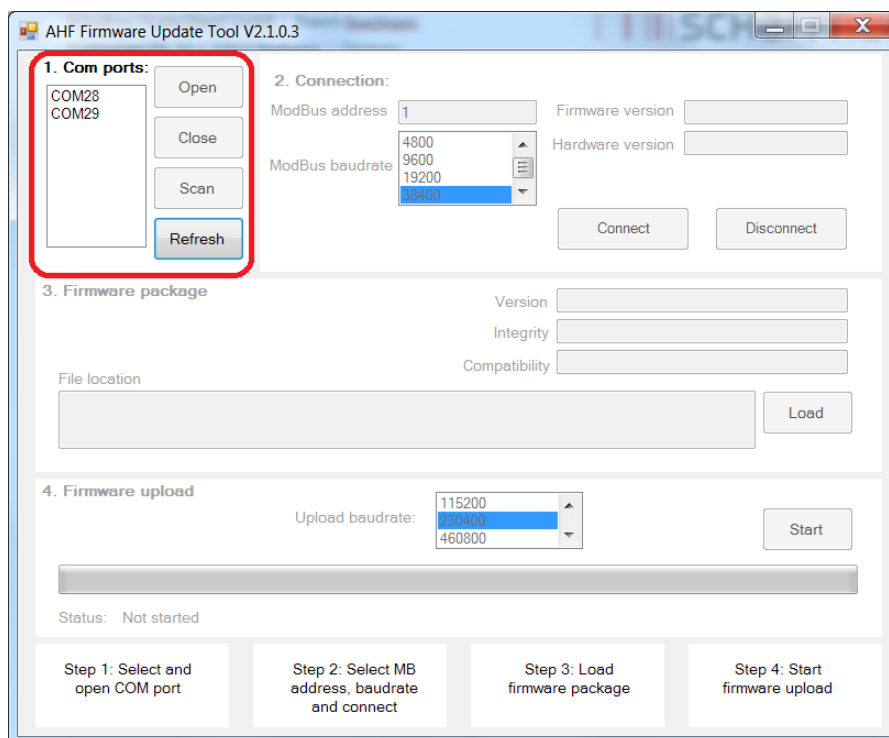 AHF Firmware Update Tool V2.1.0.3
SCH
1. Com ports:
COM28
COM29
Open
Close
Scan
Refresh
2. Connection:
ModBus address
1
ModBus baudrate
4800
9600
19200
38400
Firmware version
Hardware version
Connect
Disconnect
3. Firmware package
Version
Integrity
Compatibility
File location
Load
4. Firmware upload
Upload baudrate:
115200
230400
460800
Start
Status: Not started
Step 1: Select and
open COM port
Step 2: Select MB
address, baudrate
and connect
Step 3: Load
firmware package
Step 4: Start
firmware upload